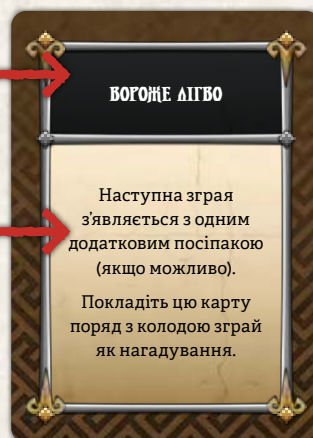 ВОРОЖЕ ЛІГВО
Наступна зграя
з'являється з одним
додатковим посіпакою
(якщо можливо).
Покладіть цю карту
поряд з колодою зграй
як нагадування.